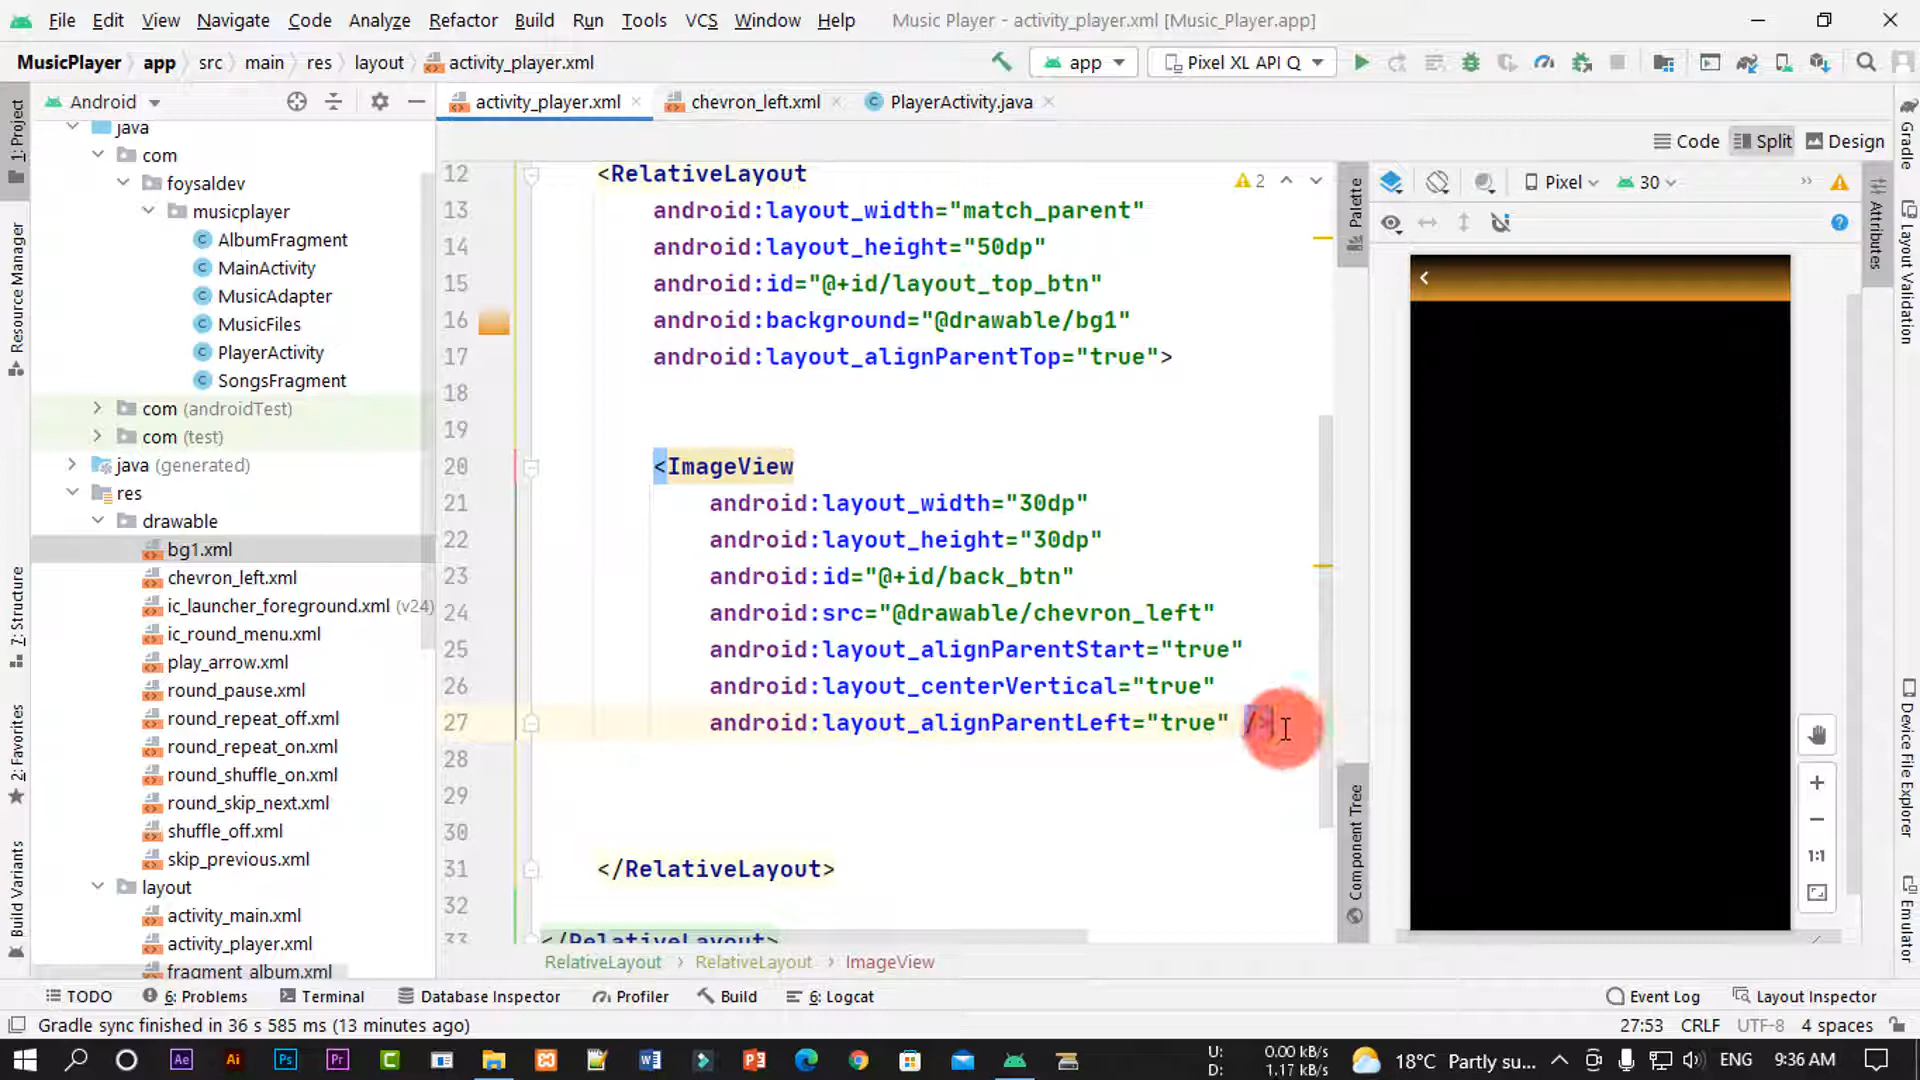 File Edit View Navigate Code Analyze Refactor Build Run Tools VCS Window Help Music Player - activity_player.xml [Music_Player.app]
MusicPlayer app src main res layout activity_player.xml app Pixel XL API Q
Android activity_player.xml chevron_left.xml PlayerActivity.java
Code Split Design
Pixel 30
java
com
foysaldev
musicplayer
AlbumFragment
MainActivity
MusicAdapter
MusicFiles
PlayerActivity
SongsFragment
com (androidTest)
com (test)
java (generated)
res
drawable
bg1.xml
chevron_left.xml
ic_launcher_foreground.xml (v24)
ic_round_menu.xml
play_arrow.xml
round_pause.xml
round_repeat_off.xml
round_repeat_on.xml
round_shuffle_on.xml
round_skip_next.xml
shuffle_off.xml
skip_previous.xml
layout
activity_main.xml
activity_player.xml
fragment_album.xml
12 <RelativeLayout 2
13 android:layout_width="match_parent"
14 android:layout_height="50dp"
15 android:id="@+id/layout_top_btn"
16 android:background="@drawable/bg1"
17 android:layout_alignParentTop="true">
18
19
20 <ImageView
21 android:layout_width="30dp"
22 android:layout_height="30dp"
23 android:id="@+id/back_btn"
24 android:src="@drawable/chevron_left"
25 android:layout_alignParentStart="true"
26 android:layout_centerVertical="true"
27 android:layout_alignParentLeft="true" />
28
29
30
31 </RelativeLayout>
32
33 </RelativeLayout>
RelativeLayout RelativeLayout ImageView
1: Project
Resource Manager
7: Structure
2: Favorites
Build Variants
Palette
Component Tree
1:1
Attributes
Gradle
Layout Validation
Device File Explorer
Emulator
TODO 6: Problems Terminal Database Inspector Profiler Build 6: Logcat Event Log Layout Inspector
Gradle sync finished in 36 s 585 ms (13 minutes ago) 27:53 CRLF UTF-8 4 spaces
Ae Ai Ps Pr C W P
U: 0.00 kB/s
D: 1.17 kB/s
18°C Partly su... ENG 9:36 AM